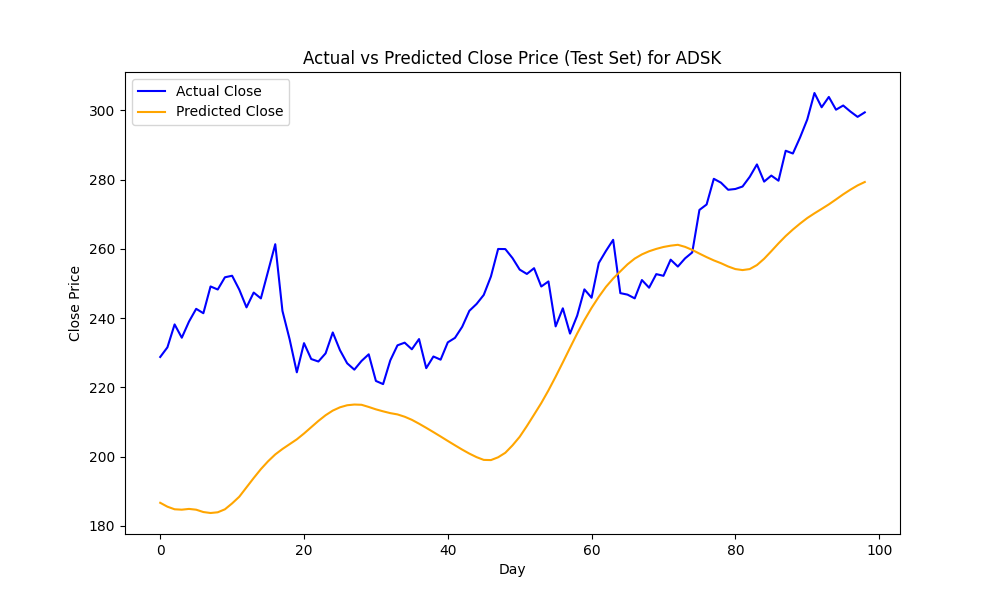 Actual vs Predicted Close Price (Test Set) for ADSK
Actual Close
Predicted Close
Close Price
300
280
260
240
220
200
180
0 20 40 60 80 100
Day